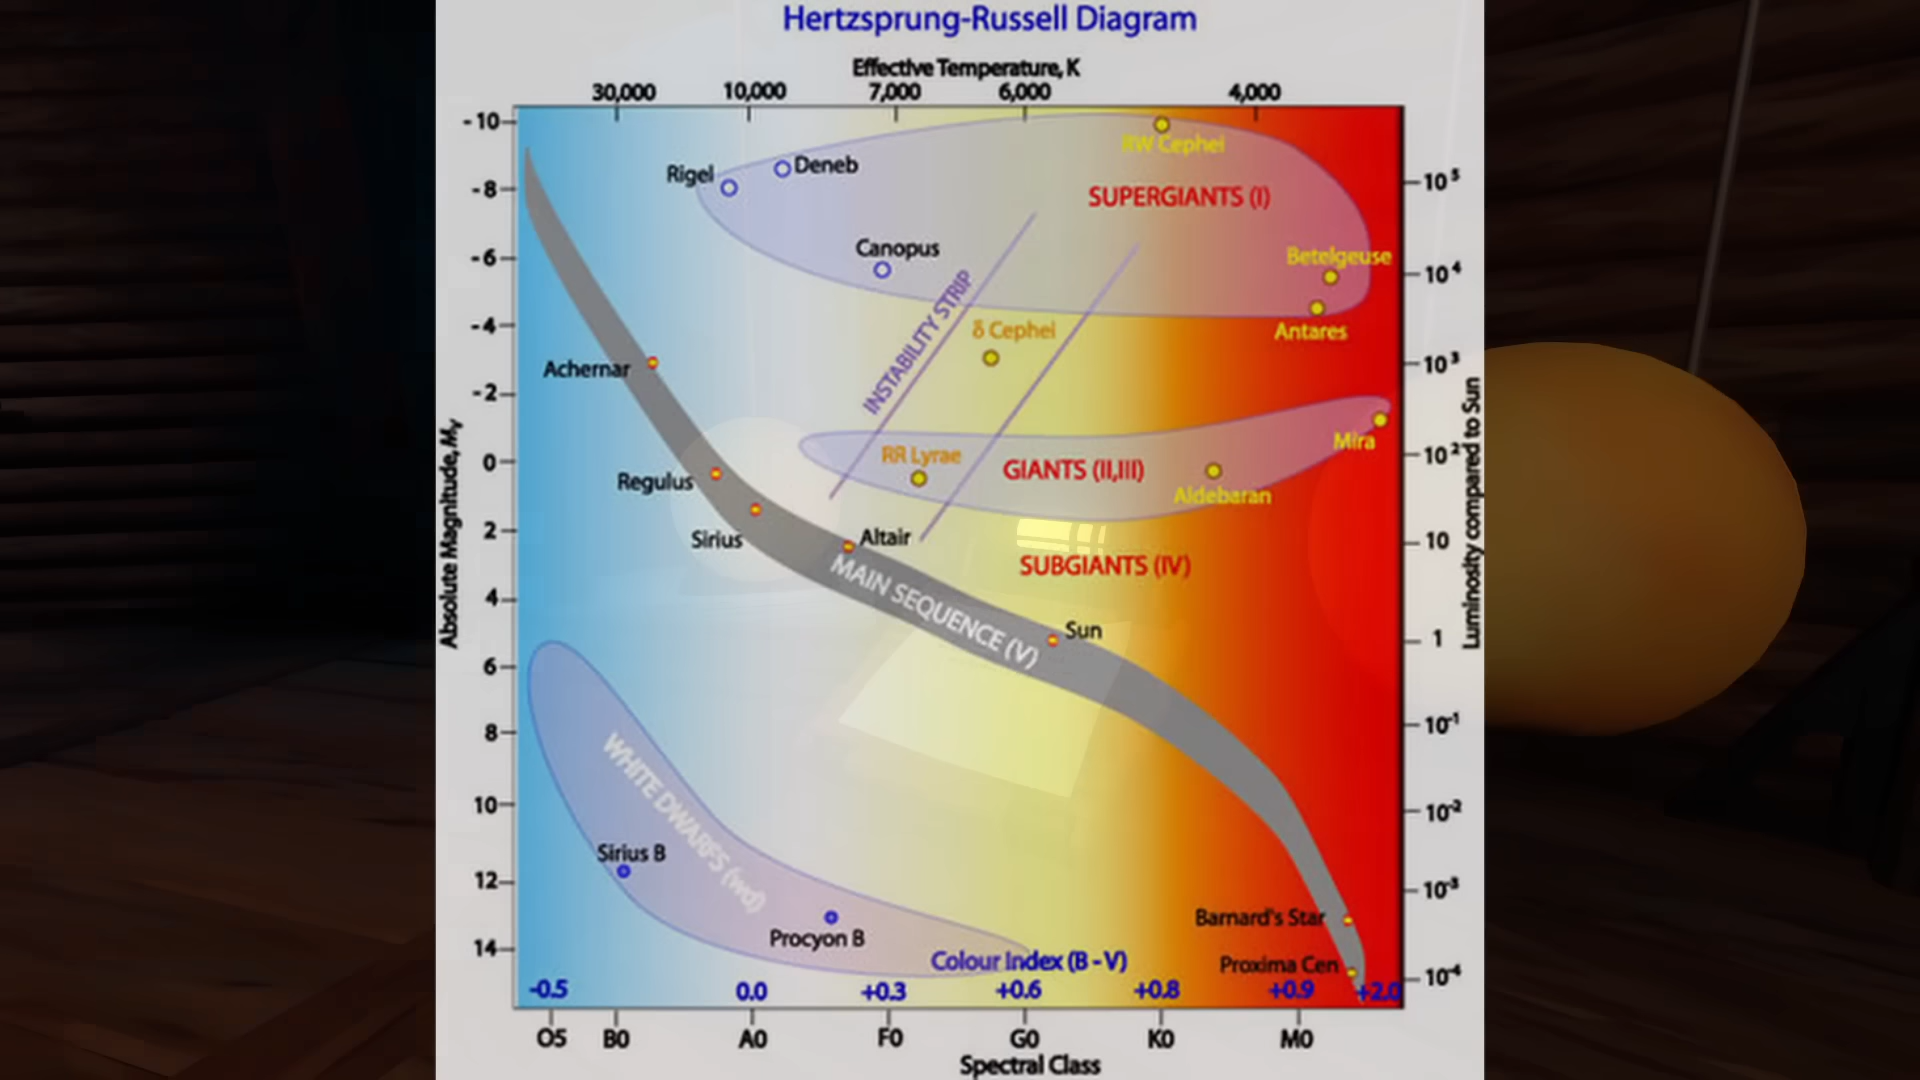 Hertzsprung-Russell Diagram
Effective Temperature, K
30,000 10,000 7,000 6,000 4,000
Absolute Magnitude, Mv
-10
-8
-6
-4
-2
0
2
4
6
8
10
12
14
Luminosity compared to Sun
10⁵
10⁴
10³
10²
10
1
10⁻¹
10⁻²
10⁻³
10⁻⁴
RW Cephei
Deneb
Rigel
SUPERGIANTS (I)
Canopus
Betelgeuse
INSTABILITY STRIP
δ Cephei
Antares
Achernar
Mira
RR Lyrae
GIANTS (II,III)
Regulus
Aldebaran
Sirius
Altair
SUBGIANTS (IV)
MAIN SEQUENCE (V)
Sun
WHITE DWARFS (wd)
Sirius B
Procyon B
Barnard's Star
Proxima Cen
Colour Index (B - V)
-0.5 0.0 +0.3 +0.6 +0.8 +0.9 +2.0
O5 B0 A0 F0 G0 K0 M0
Spectral Class